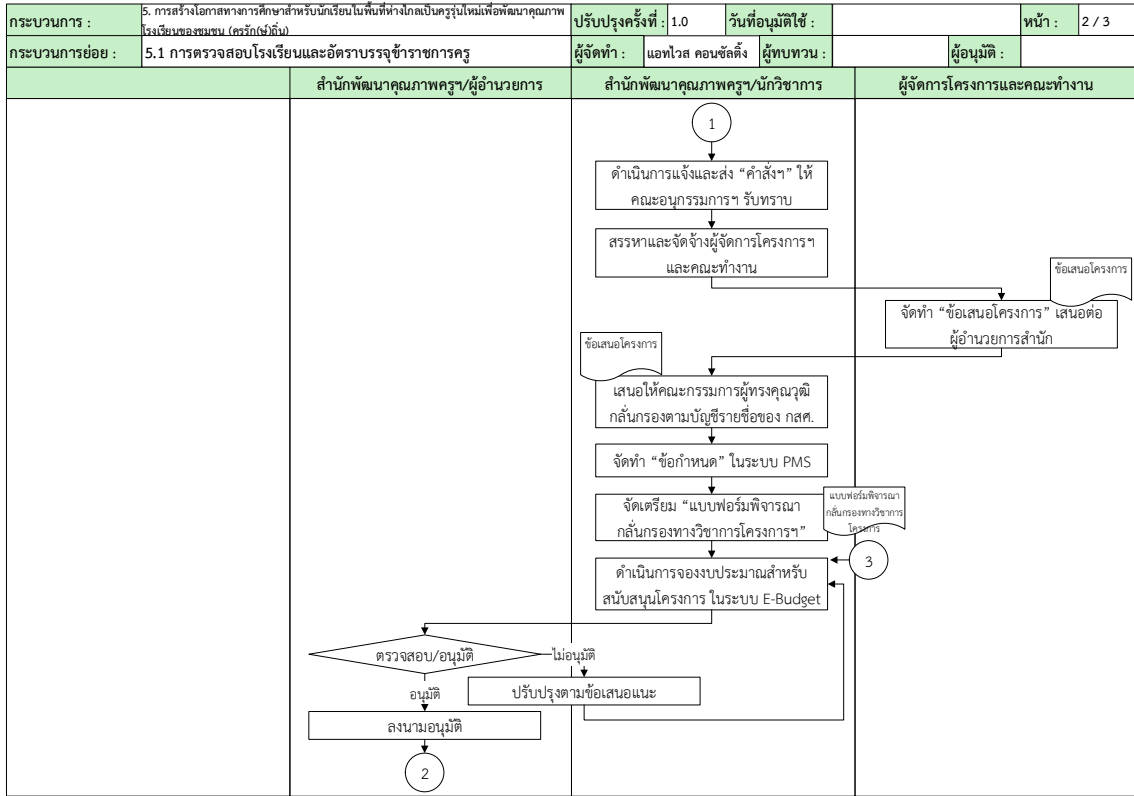 กระบวนการ :
5. การสร้างโอกาสทางการศึกษาสำหรับนักเรียนในพื้นที่ห่างไกลเป็นครูรุ่นใหม่เพื่อพัฒนาคุณภาพ
โรงเรียนของชุมชน (ครูรัก(ษ์)ถิ่น)
ปรับปรุงครั้งที่ : 1.0 วันที่อนุมัติใช้ : หน้า : 2 / 3
กระบวนการย่อย : 5.1 การตรวจสอบโรงเรียนและอัตราบรรจุข้าราชการครู ผู้จัดทำ : แอทไวส คอนซัลติ้ง ผู้ทบทวน : ผู้อนุมัติ :
สำนักพัฒนาคุณภาพครูฯ/ผู้อำนวยการ สำนักพัฒนาคุณภาพครูฯ/นักวิชาการ ผู้จัดการโครงการและคณะทำงาน
1
ดำเนินการแจ้งและส่ง “คำสั่งฯ” ให้
คณะอนุกรรมการฯ รับทราบ
สรรหาและจัดจ้างผู้จัดการโครงการฯ
และคณะทำงาน
ข้อเสนอโครงการ
จัดทำ “ข้อเสนอโครงการ” เสนอต่อ
ผู้อำนวยการสำนัก
ข้อเสนอโครงการ
เสนอให้คณะกรรมการผู้ทรงคุณวุฒิ
กลั่นกรองตามบัญชีรายชื่อของ กสศ.
จัดทำ “ข้อกำหนด” ในระบบ PMS
จัดเตรียม “แบบฟอร์มพิจารณา
กลั่นกรองทางวิชาการโครงการฯ”
แบบฟอร์มพิจารณา
กลั่นกรองทางวิชาการ
โครงการ
3
ดำเนินการจองงบประมาณสำหรับ
สนับสนุนโครงการ ในระบบ E-Budget
ตรวจสอบ/อนุมัติ
ไม่อนุมัติ
อนุมัติ
ปรับปรุงตามข้อเสนอแนะ
ลงนามอนุมัติ
2